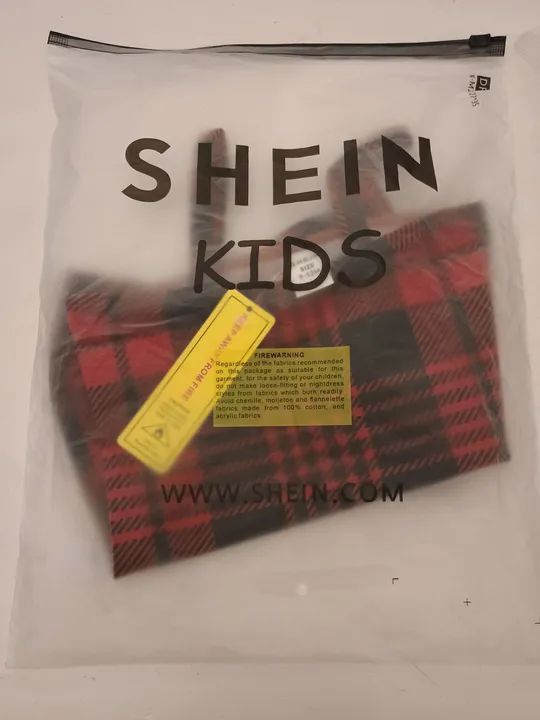 SHEIN
KIDS
SIZE
KEEP AWAY FROM FIRE
FIREWARNING
Regardless of the fabrics recommended
on this package as suitable for this
garment, for the safety of your children,
do not make loose-fitting or nightdress
styles from fabrics which burn readily
Avoid chenille, molleton and flannelette
fabrics made from 100% cotton, and
acrylic fabrics
WWW.SHEIN.COM